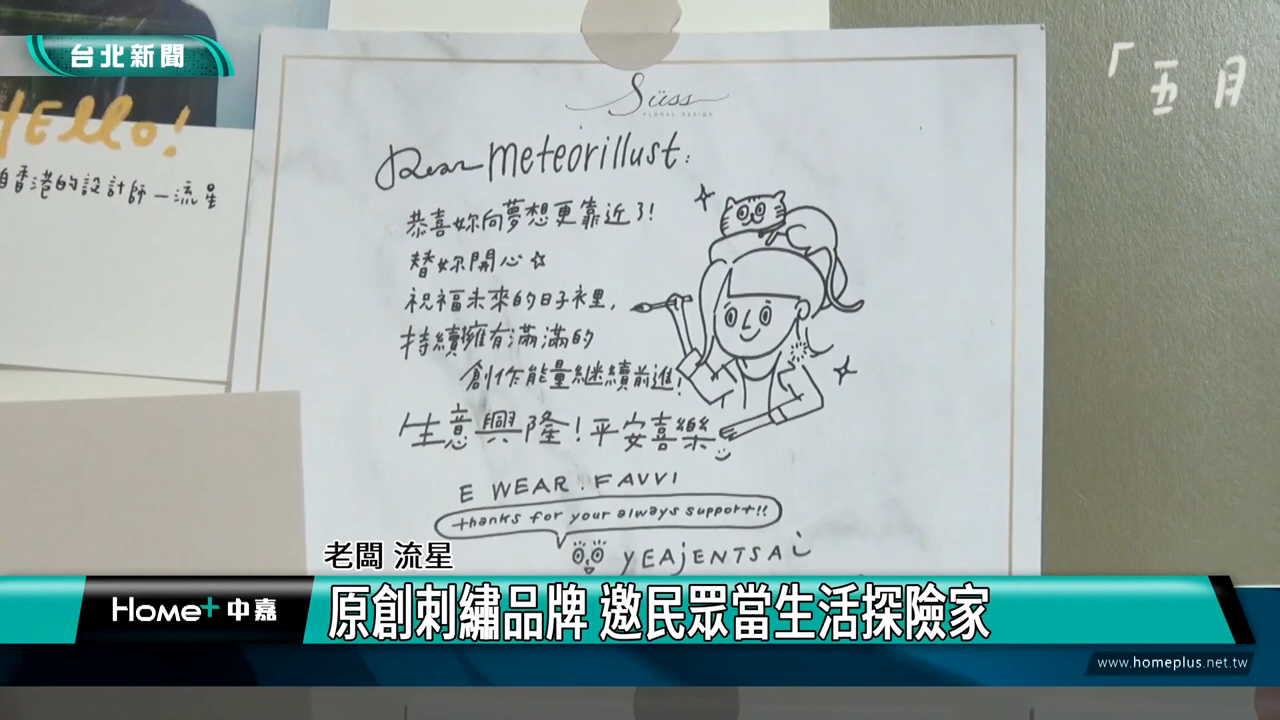 台北新聞
HELLO!
自香港的設計師一流星
「五月
Süss
FLORAL DESIGN
Dear meteorillust:
恭喜妳向夢想更靠近了!
替妳開心☆
祝福未來的日子裡,
持續擁有滿滿的
創作能量繼續前進!
生意興隆!平安喜樂
E WEAR. FAVVI
thanks for your always support!!
YEAJENTSAI
老闆 流星
Home+中嘉
原創刺繡品牌 邀民眾當生活探險家
www.homeplus.net.tw